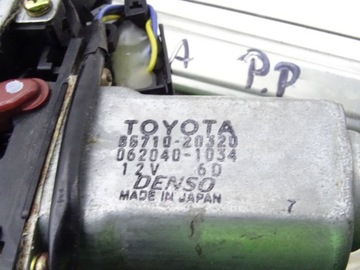 A P.P
TOYOTA
85710-20320
062040-1034
12V 60
DENSO
MADE IN JAPAN
7